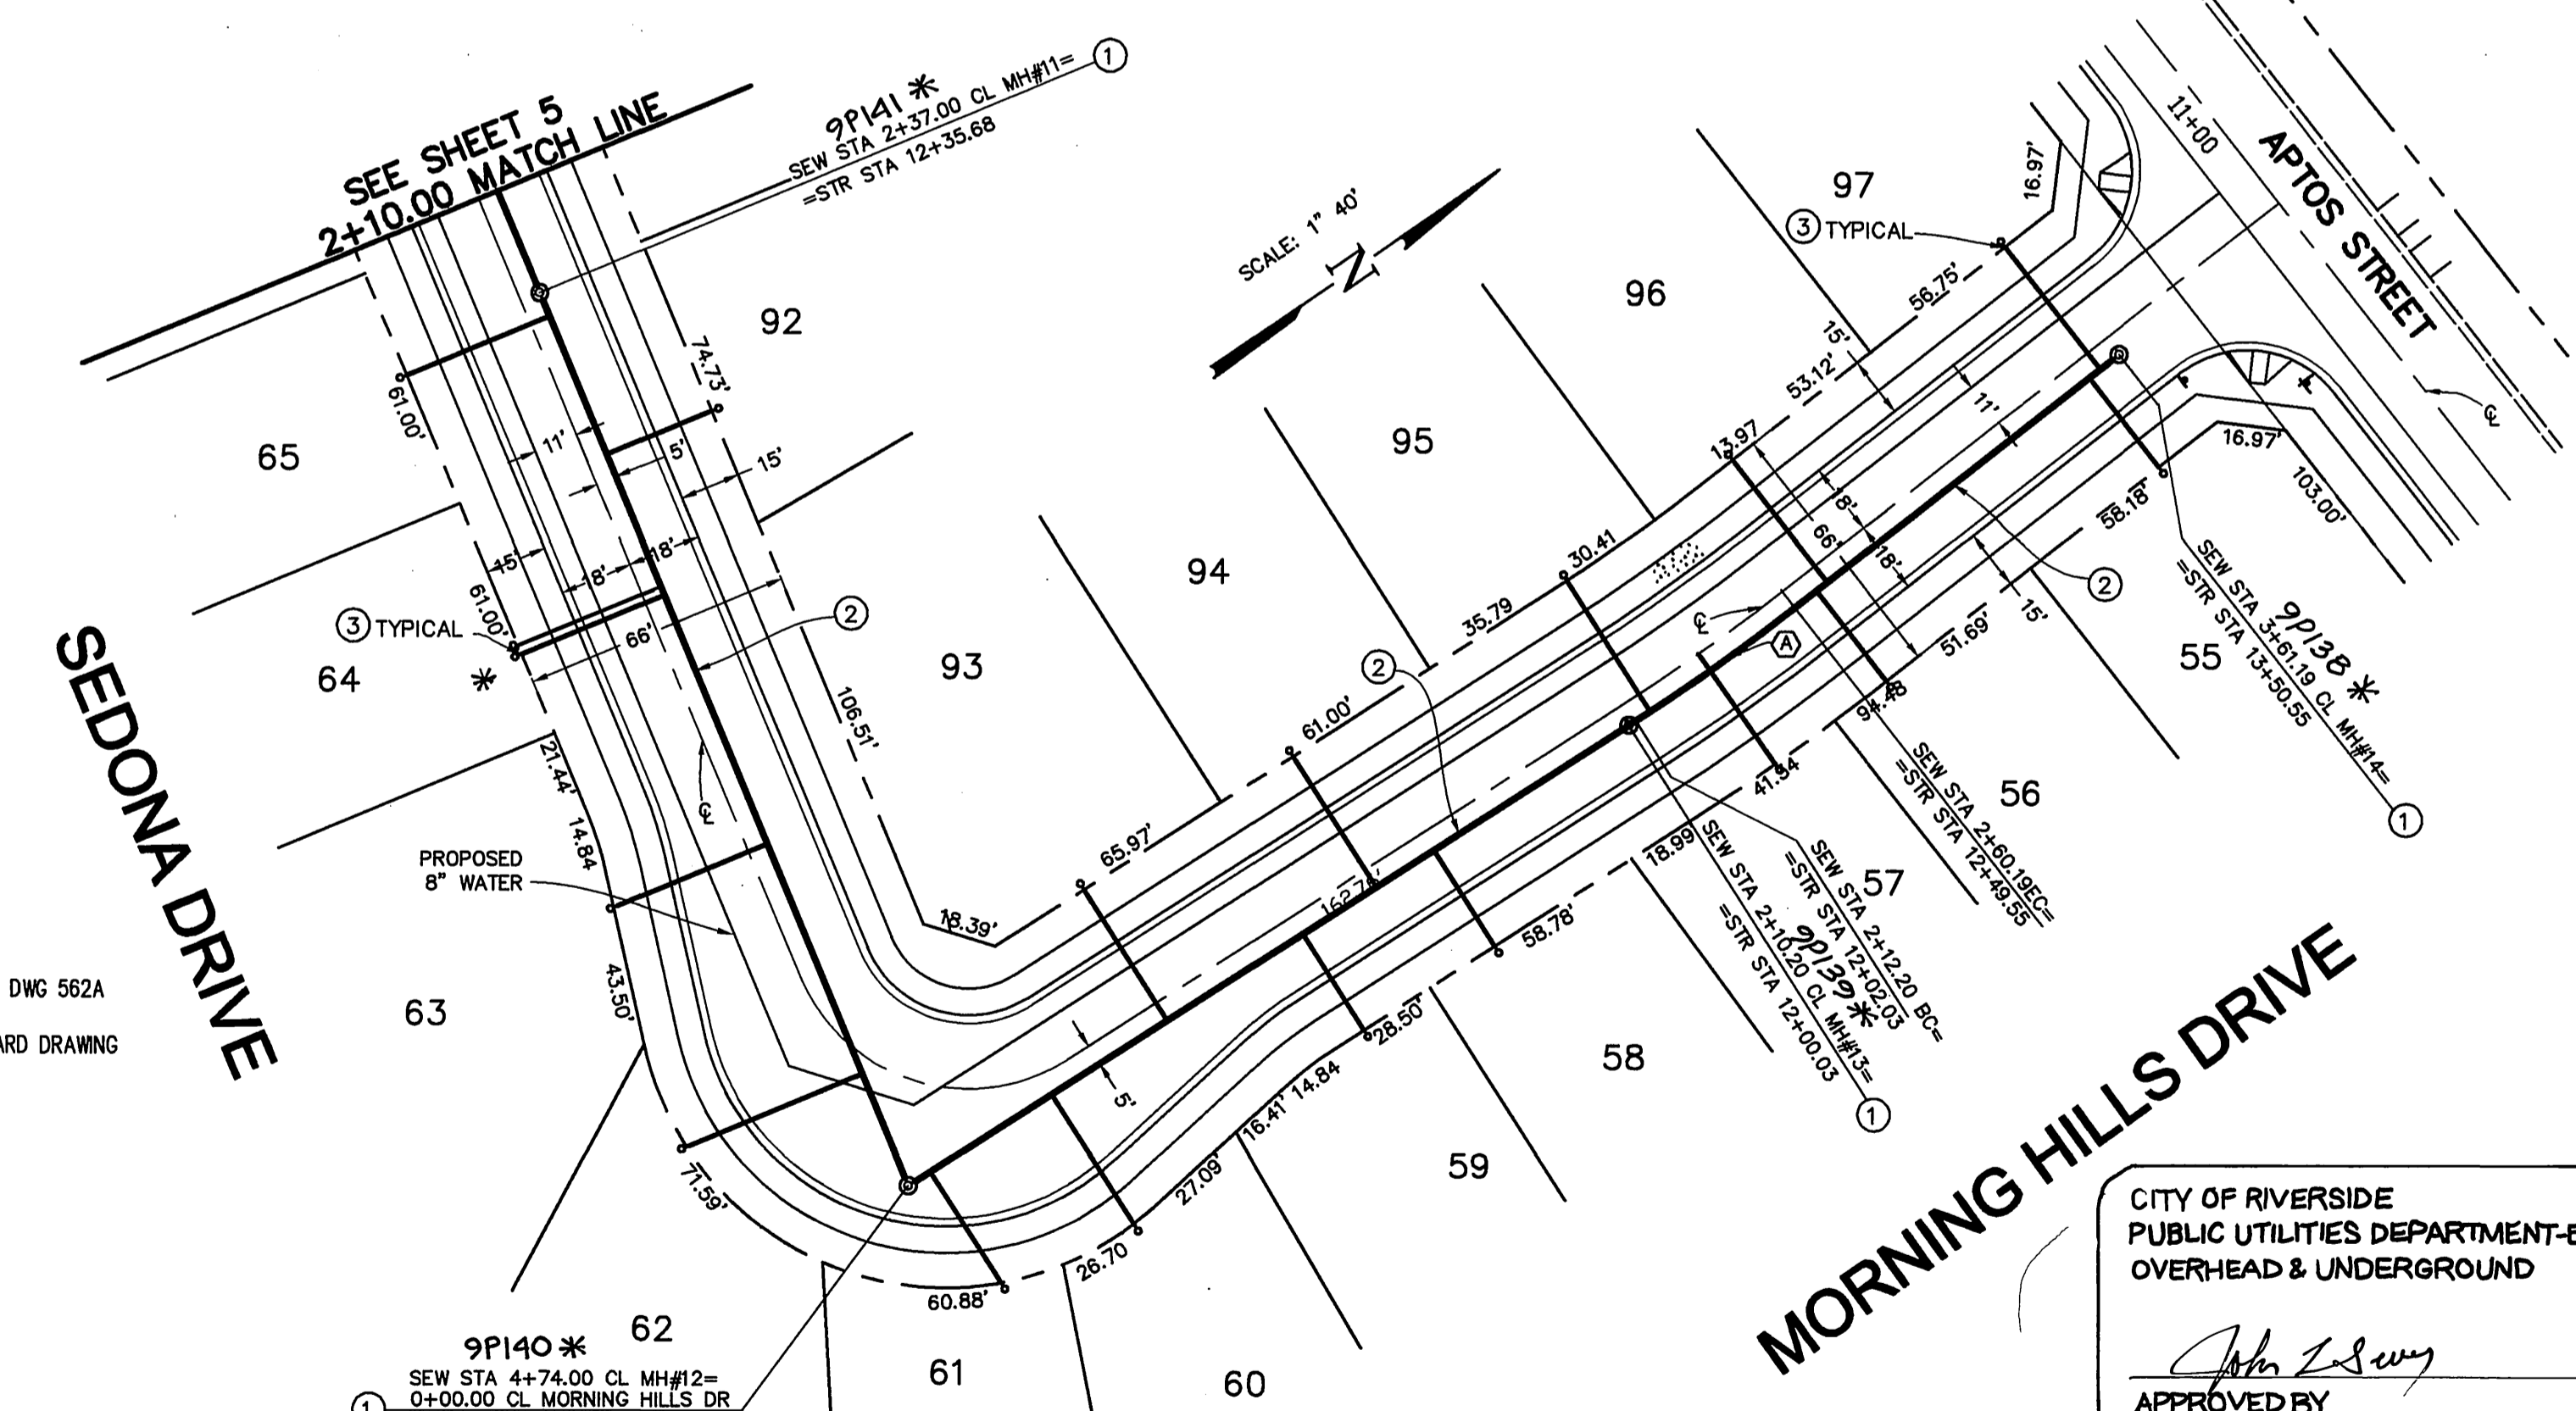 SEE SHEET 5
2+10.00 MATCH LINE
9P141 *
SEW STA 2+37.00 CL MH#11=
=STR STA 12+35.68
1
SCALE: 1" 40'
N
11+00
APTOS STREET
97
3 TYPICAL
16.97'
56.75'
15'
53.12'
11'
96
13.97
18'
66'
18'
30.41
95
35.79
94
61.00'
65.97'
93
18.39'
92
74.73'
106.51'
65
61.00'
11'
5'
15'
15'
18'
18'
61.00'
3 TYPICAL
66'
2
64
*
21.44'
14.84
PROPOSED
8" WATER
43.50'
63
SEDONA DRIVE
DWG 562A
ARD DRAWING
71.59'
62
9P140 *
SEW STA 4+74.00 CL MH#12=
0+00.00 CL MORNING HILLS DR
1
60.88'
61
26.70
60
27.09'
16.41'
14.84
59
28.50'
58
58.78'
5'
2
18.99
57
41.34
A
94.48
56
51.69'
15'
2
55
58.18'
16.97'
103.00'
9P138 *
SEW STA 3+61.19 CL MH#14=
=STR STA 13+50.55
1
SEW STA 2+60.19EC=
=STR STA 12+49.55
SEW STA 2+12.20 BC=
=STR STA 12+02.03
9P139 *
SEW STA 2+10.20 CL MH#13=
=STR STA 12+00.03
1
MORNING HILLS DRIVE
CITY OF RIVERSIDE
PUBLIC UTILITIES DEPARTMENT-E
OVERHEAD & UNDERGROUND
APPROVED BY